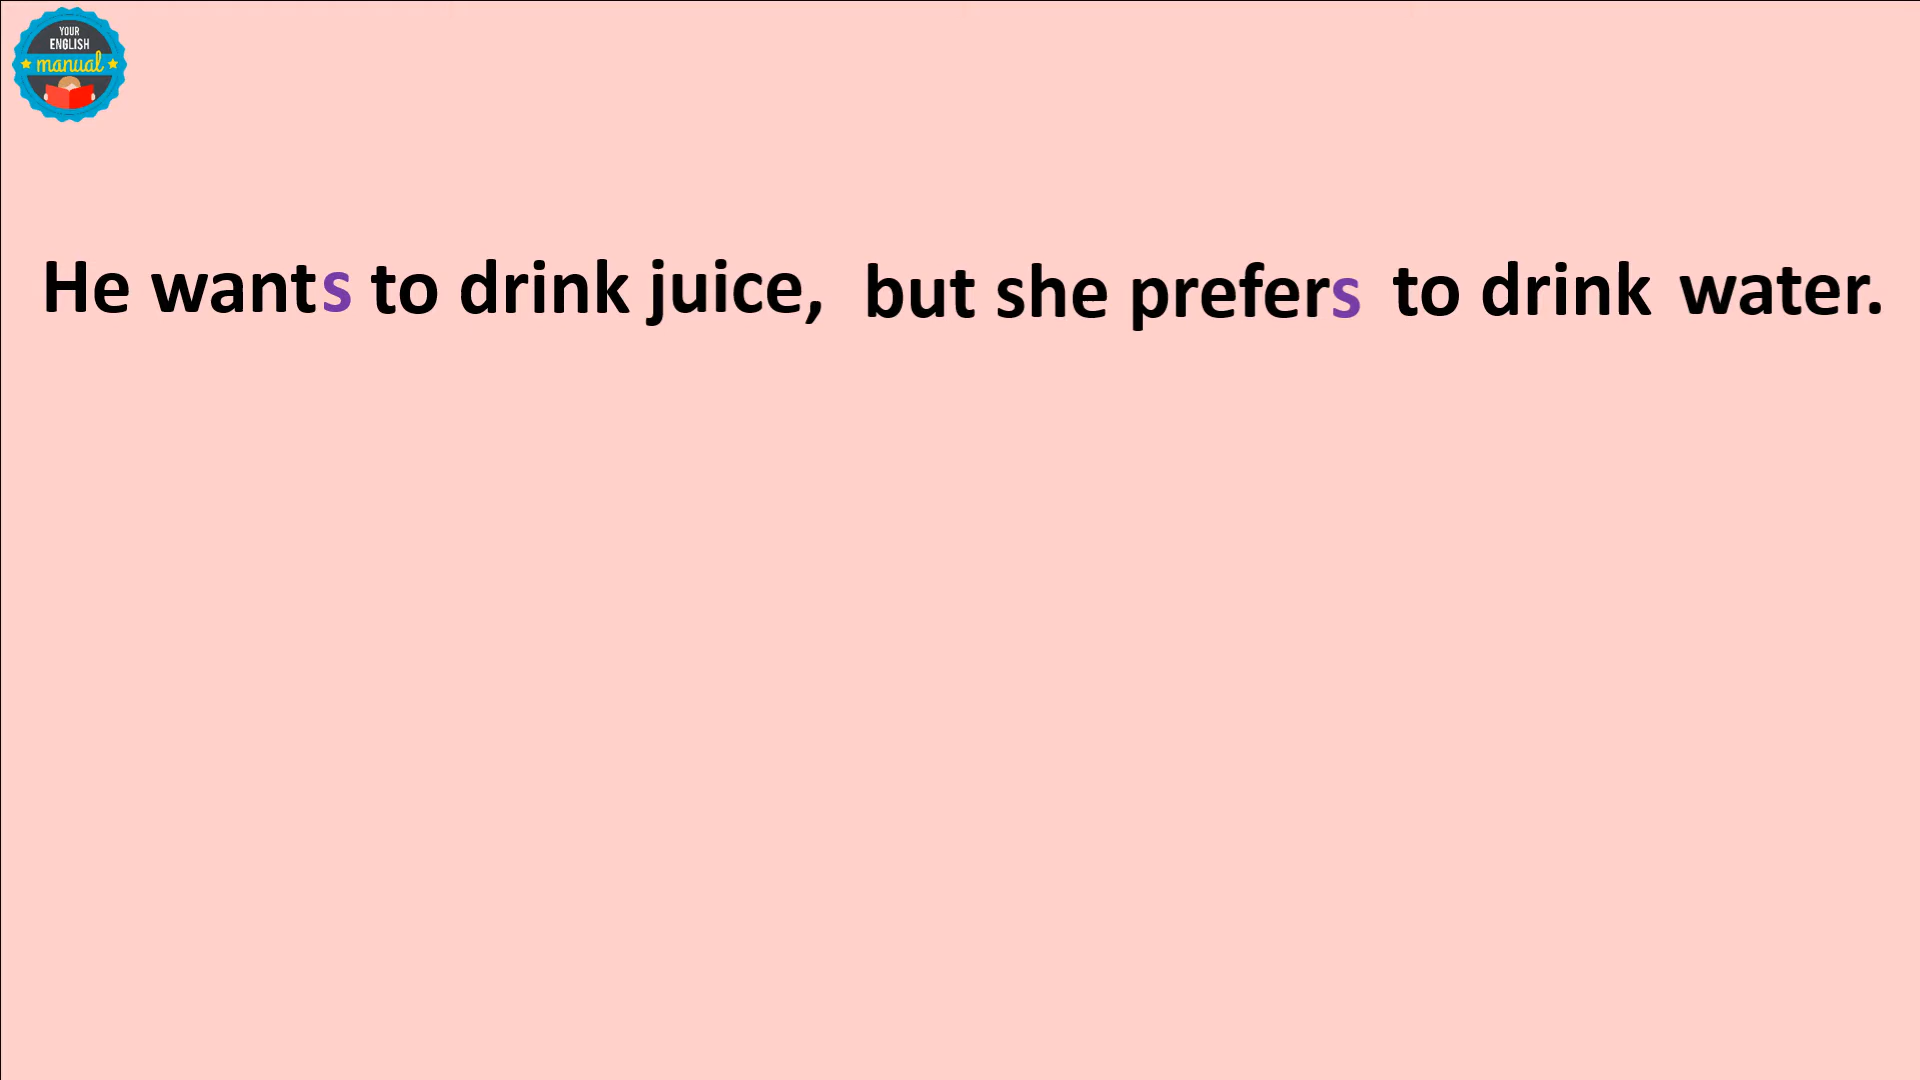 YOUR
ENGLISH
manual
He wants to drink juice, but she prefers to drink water.